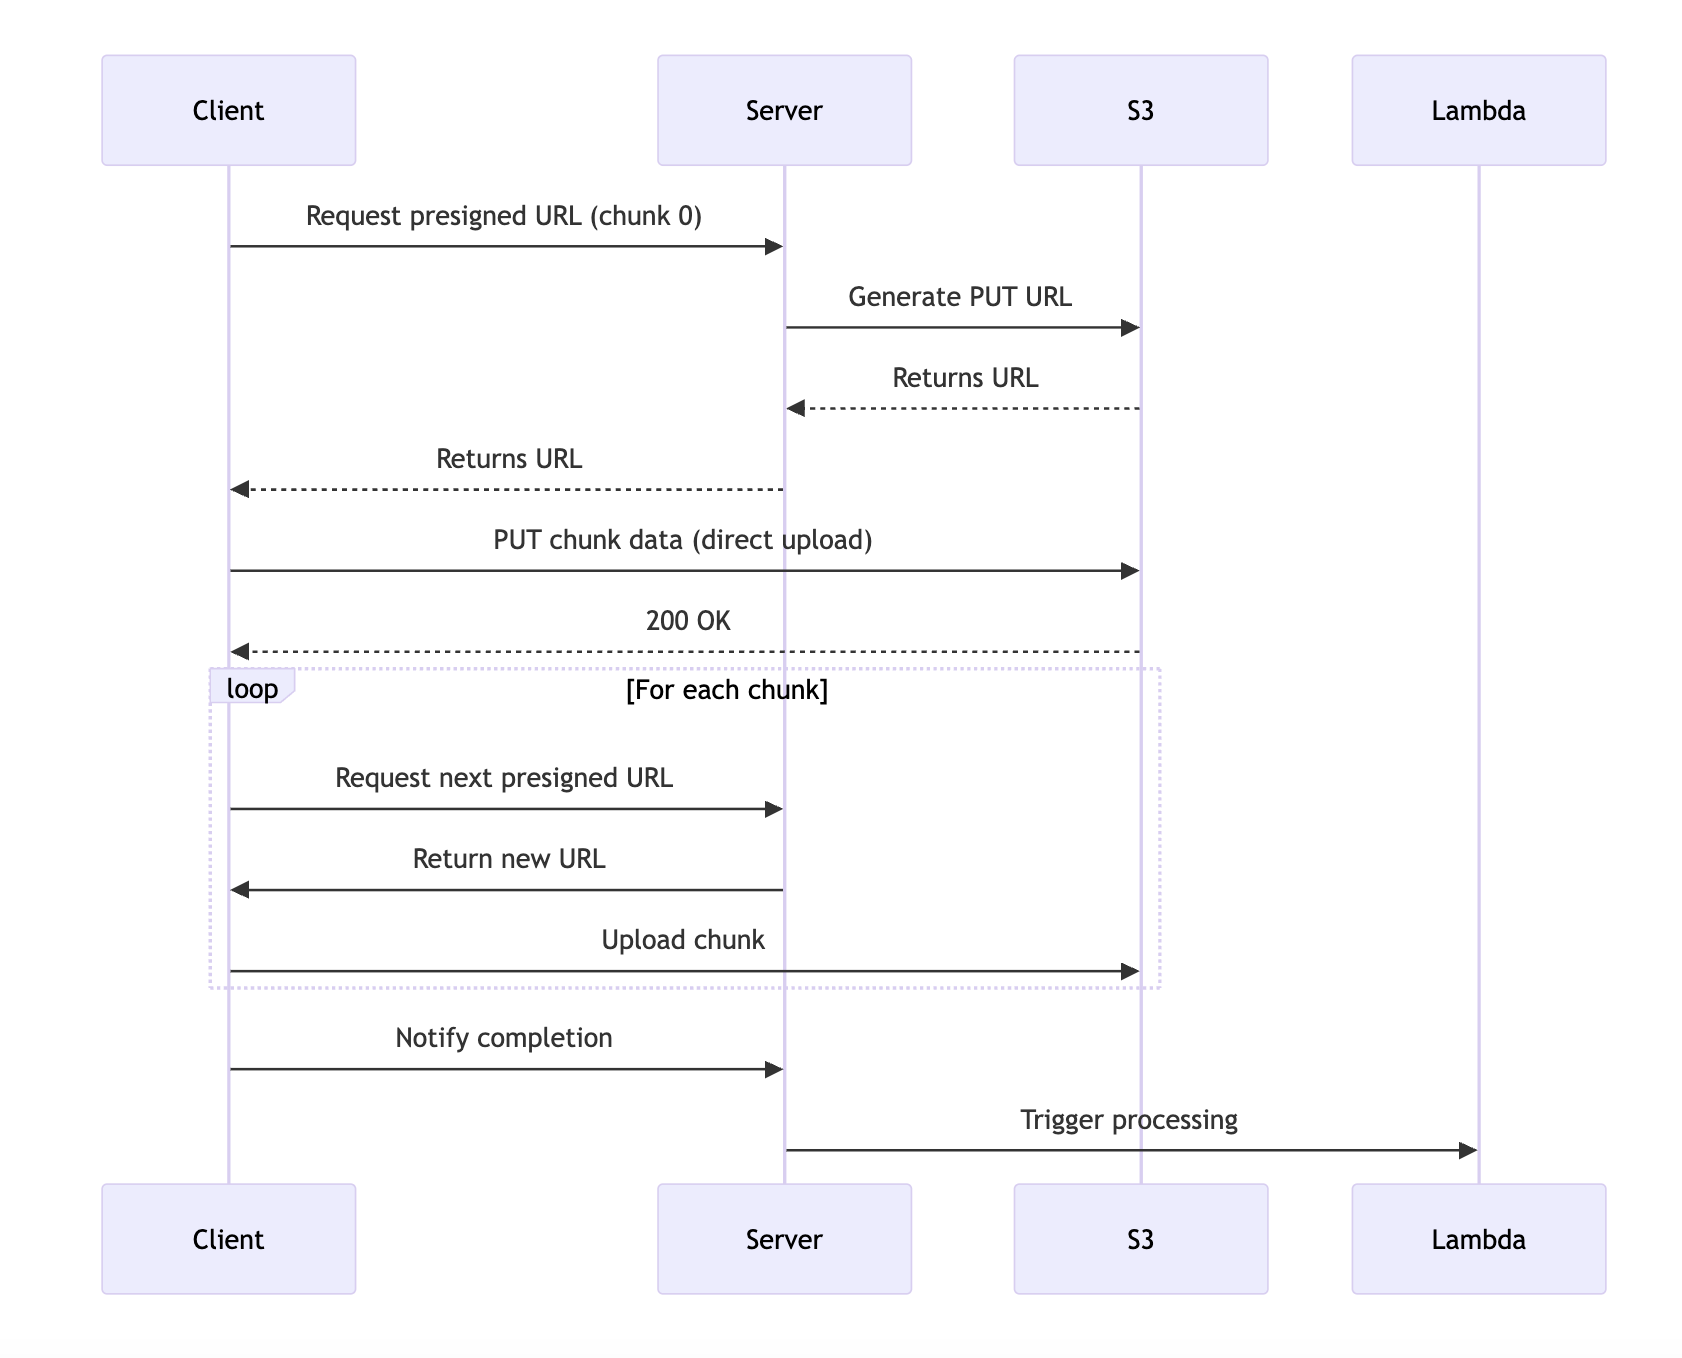 Client
Server
S3
Lambda
Request presigned URL (chunk 0)
Generate PUT URL
Returns URL
Returns URL
PUT chunk data (direct upload)
200 OK
loop
[For each chunk]
Request next presigned URL
Return new URL
Upload chunk
Notify completion
Trigger processing
Client
Server
S3
Lambda